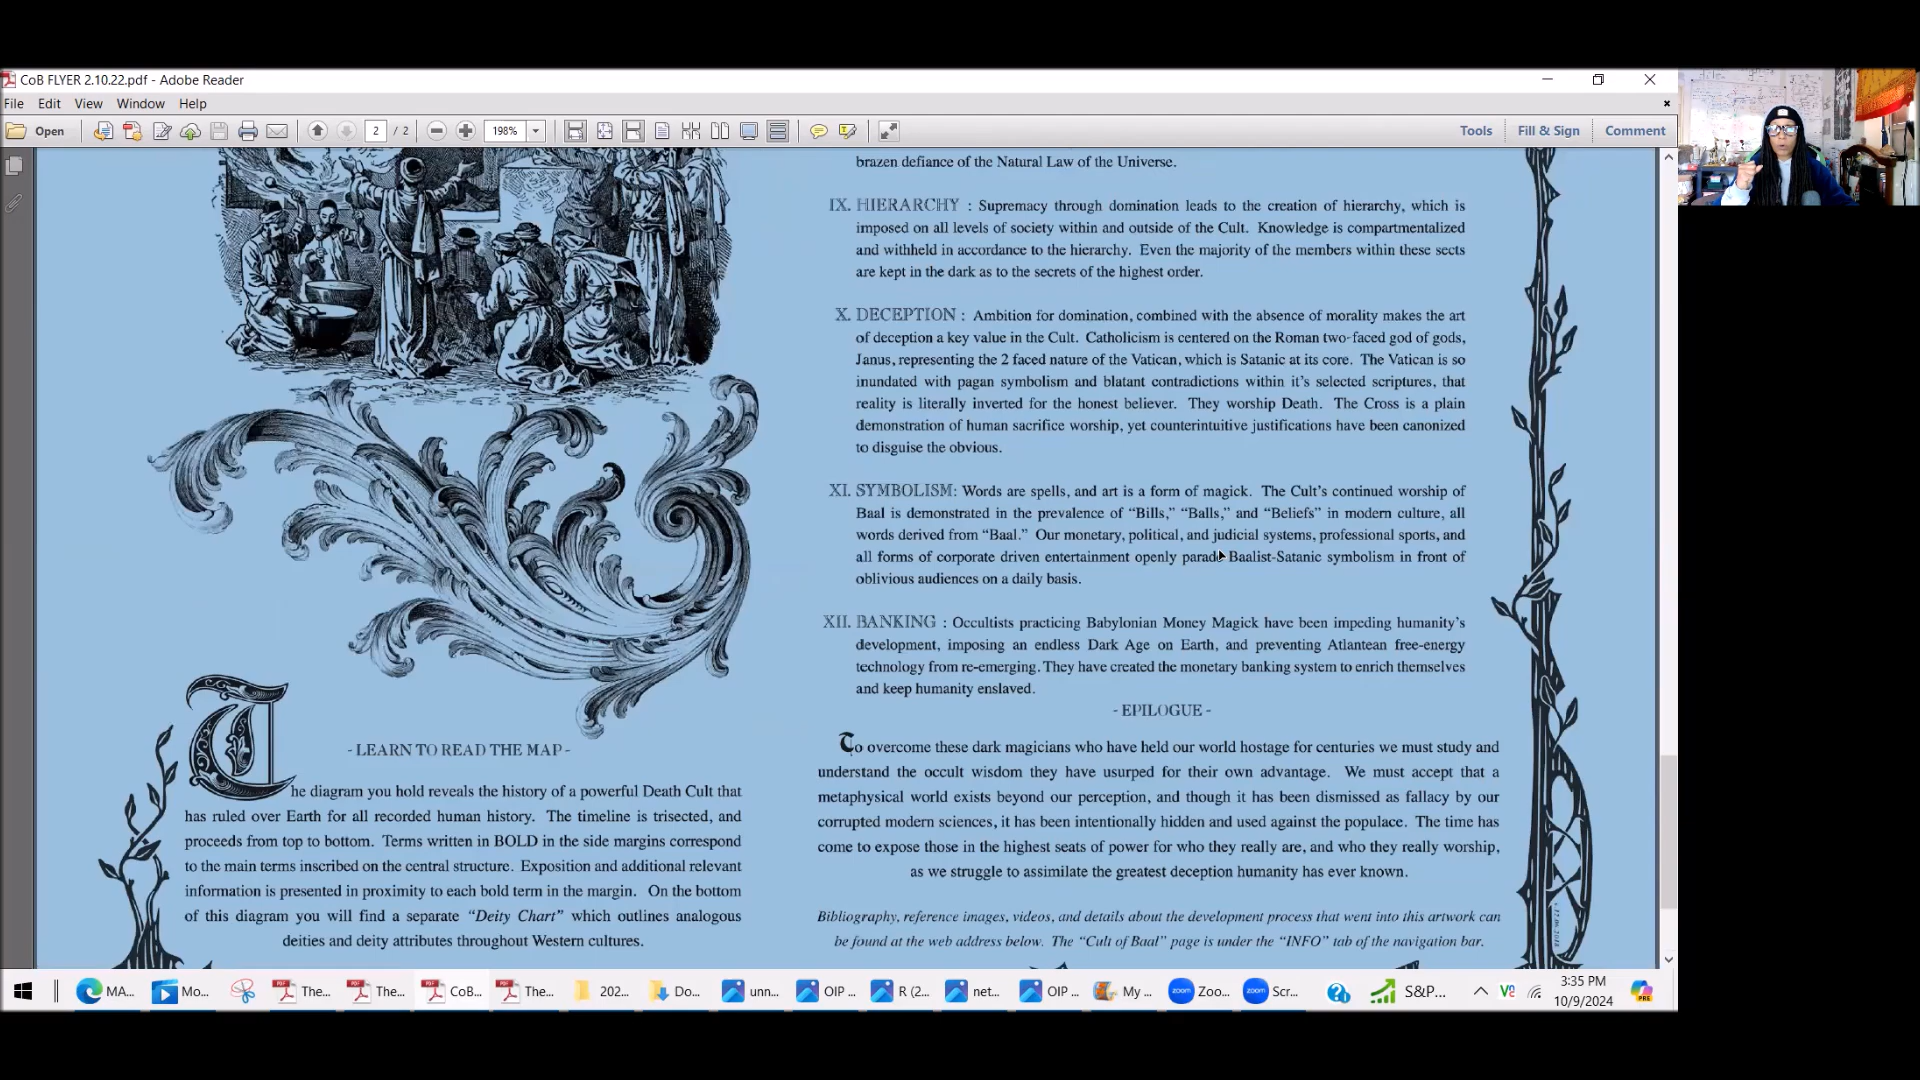 CoB FLYER 2.10.22.pdf - Adobe Reader
File Edit View Window Help
Open 2 / 2 198% Tools Fill & Sign Comment
brazen defiance of the Natural Law of the Universe.
IX. HIERARCHY : Supremacy through domination leads to the creation of hierarchy, which is
imposed on all levels of society within and outside of the Cult. Knowledge is compartmentalized
and withheld in accordance to the hierarchy. Even the majority of the members within these sects
are kept in the dark as to the secrets of the highest order.
X. DECEPTION : Ambition for domination, combined with the absence of morality makes the art
of deception a key value in the Cult. Catholicism is centered on the Roman two-faced god of gods,
Janus, representing the 2 faced nature of the Vatican, which is Satanic at its core. The Vatican is so
inundated with pagan symbolism and blatant contradictions within it's selected scriptures, that
reality is literally inverted for the honest believer. They worship Death. The Cross is a plain
demonstration of human sacrifice worship, yet counterintuitive justifications have been canonized
to disguise the obvious.
XI. SYMBOLISM: Words are spells, and art is a form of magick. The Cult's continued worship of
Baal is demonstrated in the prevalence of "Bills," "Balls," and "Beliefs" in modern culture, all
words derived from "Baal." Our monetary, political, and judicial systems, professional sports, and
all forms of corporate driven entertainment openly parade Baalist-Satanic symbolism in front of
oblivious audiences on a daily basis.
XII. BANKING : Occultists practicing Babylonian Money Magick have been impeding humanity's
development, imposing an endless Dark Age on Earth, and preventing Atlantean free-energy
technology from re-emerging. They have created the monetary banking system to enrich themselves
and keep humanity enslaved.
- EPILOGUE -
To overcome these dark magicians who have held our world hostage for centuries we must study and
understand the occult wisdom they have usurped for their own advantage. We must accept that a
metaphysical world exists beyond our perception, and though it has been dismissed as fallacy by our
corrupted modern sciences, it has been intentionally hidden and used against the populace. The time has
come to expose those in the highest seats of power for who they really are, and who they really worship,
as we struggle to assimilate the greatest deception humanity has ever known.
Bibliography, reference images, videos, and details about the development process that went into this artwork can
be found at the web address below. The "Cult of Baal" page is under the "INFO" tab of the navigation bar.
- LEARN TO READ THE MAP -
The diagram you hold reveals the history of a powerful Death Cult that
has ruled over Earth for all recorded human history. The timeline is trisected, and
proceeds from top to bottom. Terms written in BOLD in the side margins correspond
to the main terms inscribed on the central structure. Exposition and additional relevant
information is presented in proximity to each bold term in the margin. On the bottom
of this diagram you will find a separate "Deity Chart" which outlines analogous
deities and deity attributes throughout Western cultures.
MA... Mo... The... The... CoB... The... 202... Do... unn... OIP ... R (2... net... OIP ... My ... Zoo... Scr... S&P... 3:35 PM
10/9/2024